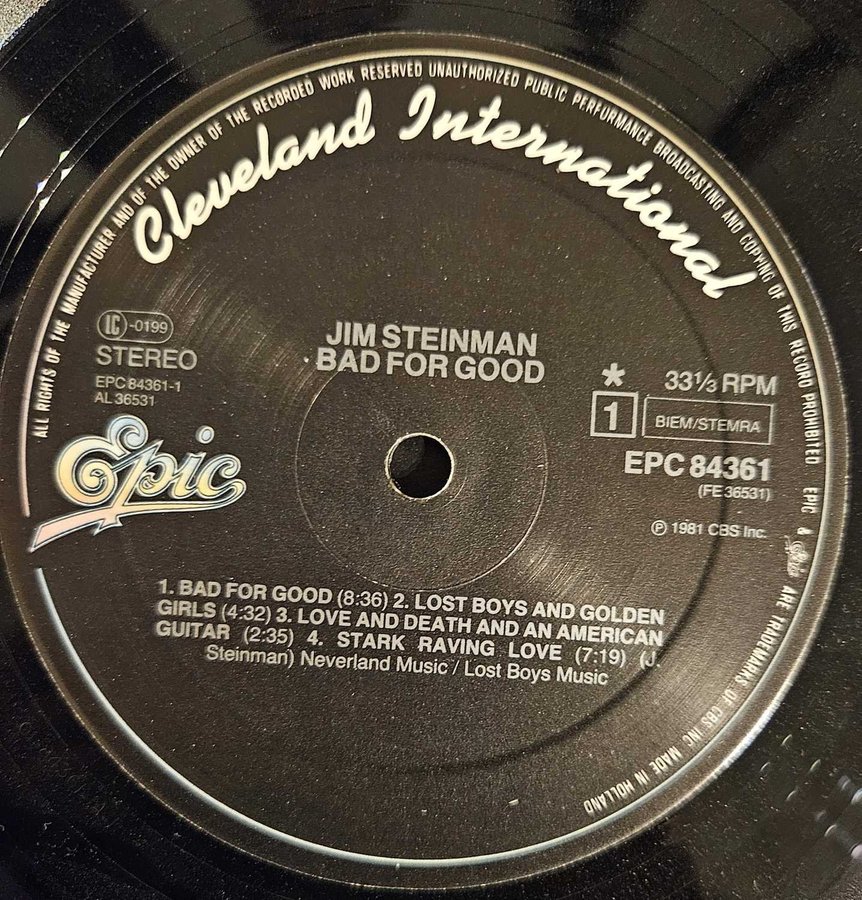 ALL RIGHTS OF THE MANUFACTURER AND OF THE OWNER OF THE RECORDED WORK RESERVED UNAUTHORIZED PUBLIC PERFORMANCE BROADCASTING AND COPYING OF THIS RECORD PROHIBITED EPIC & Epic ARE TRADEMARKS OF CBS INC MADE IN HOLLAND
Cleveland International
IC -0199
STEREO
EPC 84361-1
AL 36531
Epic
JIM STEINMAN
BAD FOR GOOD
* 33 1/3 RPM
1 BIEM/STEMRA
EPC 84361
(FE 36531)
℗ 1981 CBS Inc.
1. BAD FOR GOOD (8:36) 2. LOST BOYS AND GOLDEN
GIRLS (4:32) 3. LOVE AND DEATH AND AN AMERICAN
GUITAR (2:35) 4. STARK RAVING LOVE (7:19) (J.
Steinman) Neverland Music / Lost Boys Music